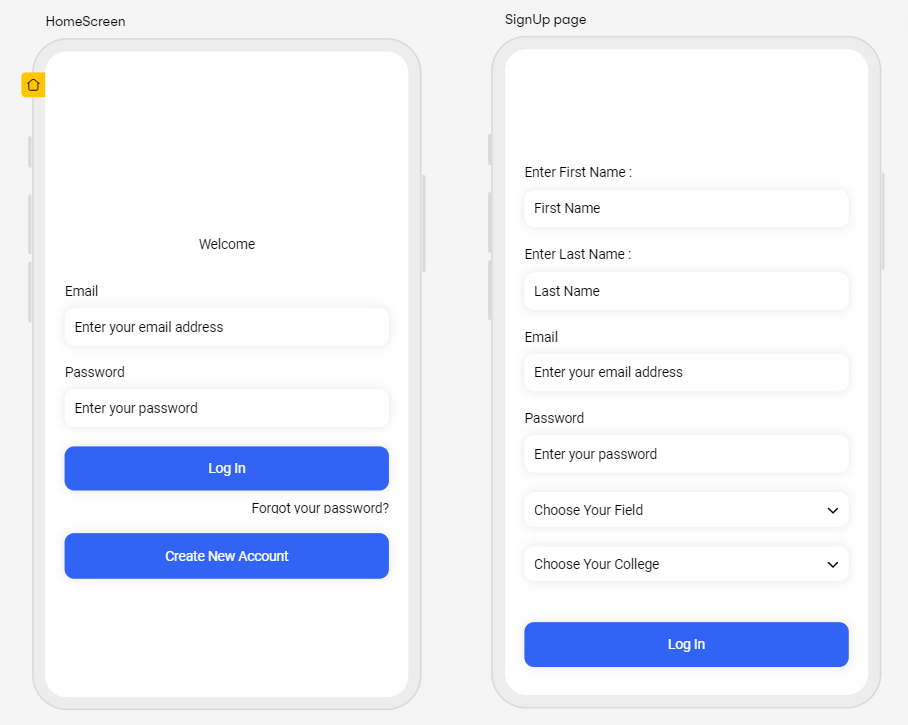 HomeScreen
Welcome
Email
Enter your email address
Password
Enter your password
Log In
Forgot your password?
Create New Account
SignUp page
Enter First Name :
First Name
Enter Last Name :
Last Name
Email
Enter your email address
Password
Enter your password
Choose Your Field
Choose Your College
Log In